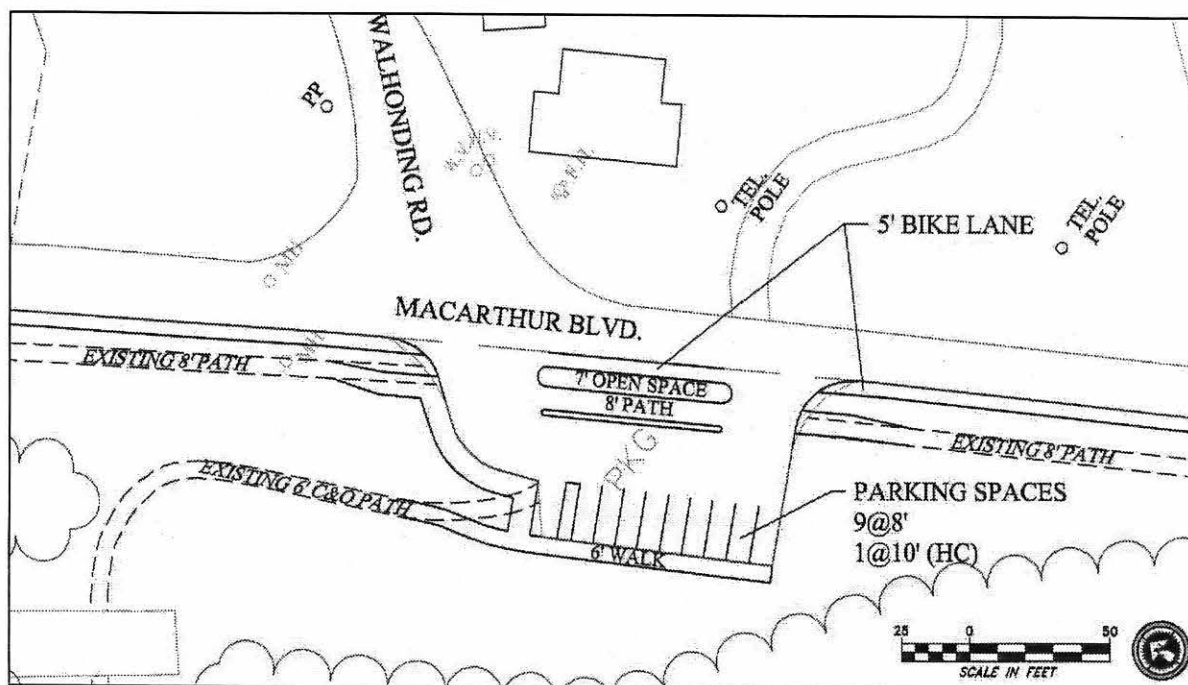 WALHONDING RD.
PP
TEL.
POLE
TEL.
POLE
5' BIKE LANE
MH
MACARTHUR BLVD.
EXISTING 8' PATH
7' OPEN SPACE
8' PATH
PKG
EXISTING 8' PATH
EXISTING 6' C&O PATH
PARKING SPACES
9@8'
1@10' (HC)
6' WALK
25 0 50
SCALE IN FEET